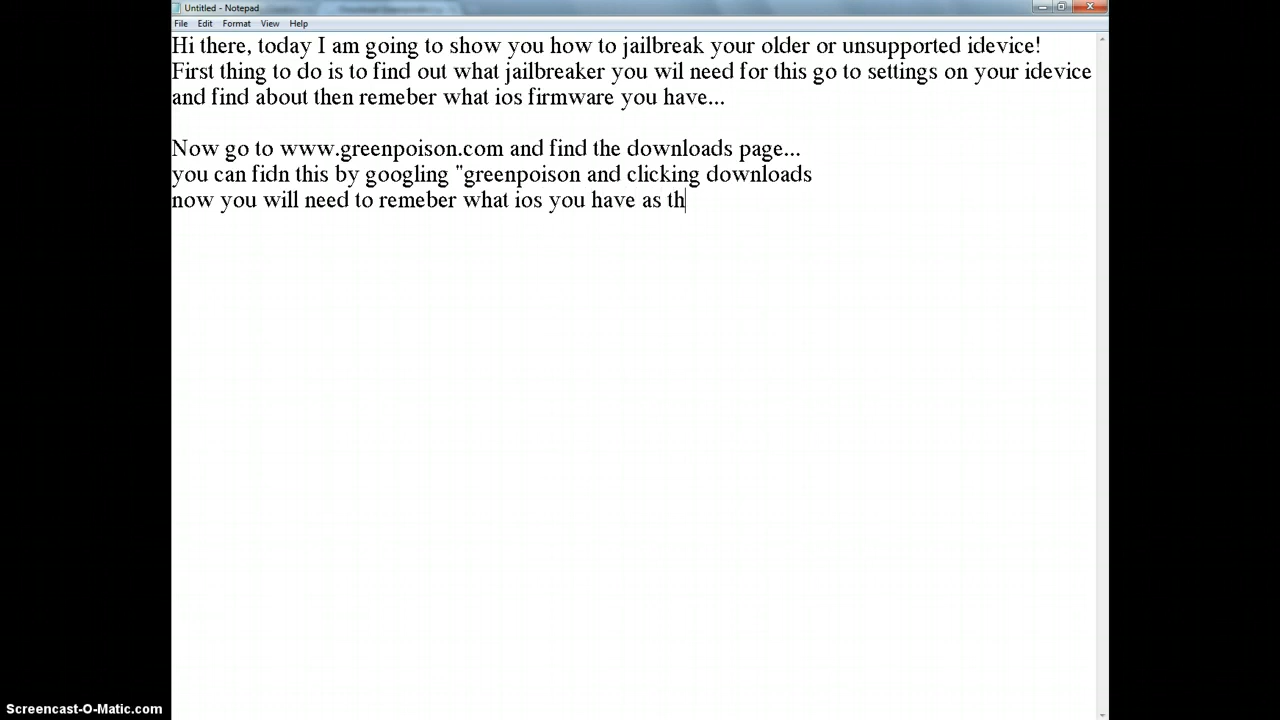 Untitled - Notepad
File Edit Format View Help
Hi there, today I am going to show you how to jailbreak your older or unsupported idevice!
First thing to do is to find out what jailbreaker you wil need for this go to settings on your idevice
and find about then remeber what ios firmware you have...
Now go to www.greenpoison.com and find the downloads page...
you can fidn this by googling "greenpoison and clicking downloads
now you will need to remeber what ios you have as th
Screencast-O-Matic.com